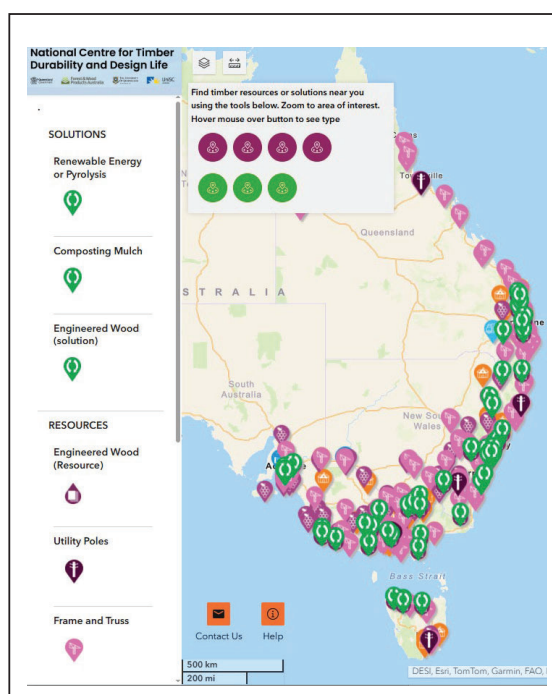 National Centre for Timber
Durability and Design Life
Find timber resources or solutions near you
using the tools below. Zoom to area of interest.
Hover mouse over button to see type
SOLUTIONS
Renewable Energy
or Pyrolysis
Composting Mulch
Engineered Wood
(solution)
RESOURCES
Engineered Wood
(Resource)
Utility Poles
Frame and Truss
Queensland
STRALIA
South
Australia
New South
Wales
Bass Strait
Contact Us
Help
500 km
200 mi
DESI, Esri, TomTom, Garmin, FAO,